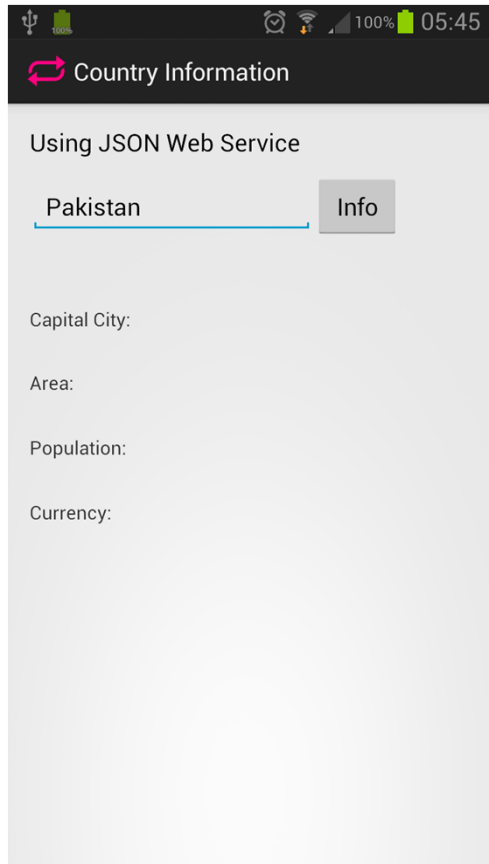 100% 100% 05:45
Country Information
Using JSON Web Service
Pakistan Info
Capital City:
Area:
Population:
Currency: